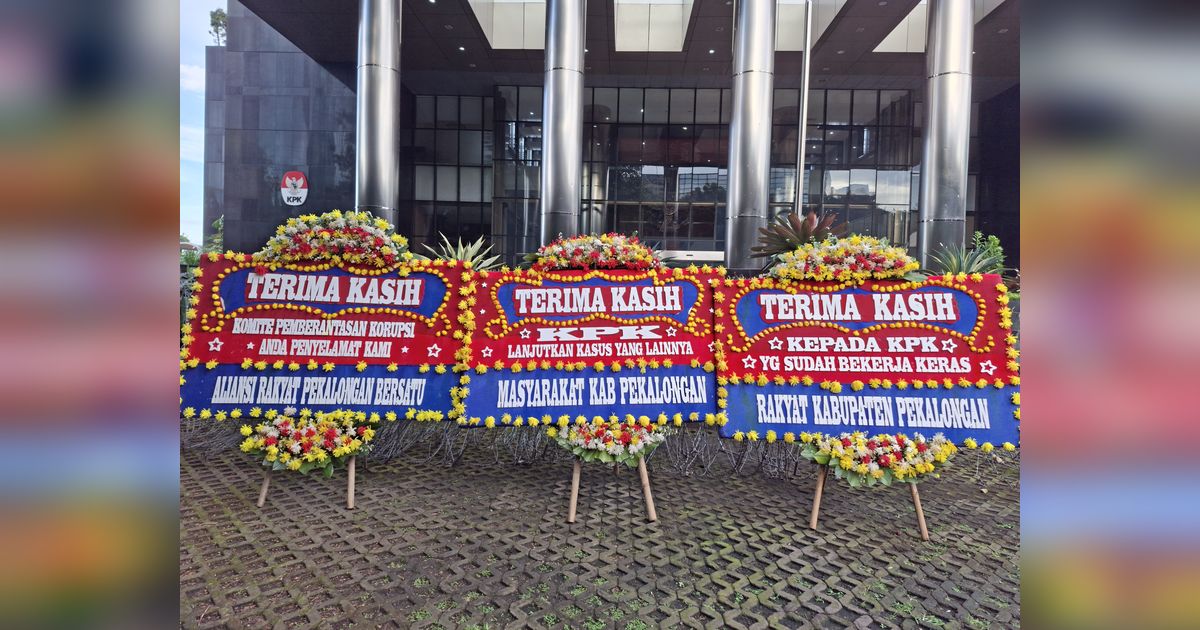 KPK
TERIMA KASIH
KOMITE PEMBERANTASAN KORUPSI
ANDA PENYELAMAT KAMI
ALIANSI RAKYAT PEKALONGAN BERSATU
TERIMA KASIH
KPK
LANJUTKAN KASUS YANG LAINNYA
MASYARAKAT KAB PEKALONGAN
TERIMA KASIH
KEPADA KPK
YG SUDAH BEKERJA KERAS
RAKYAT KABUPATEN PEKALONGAN